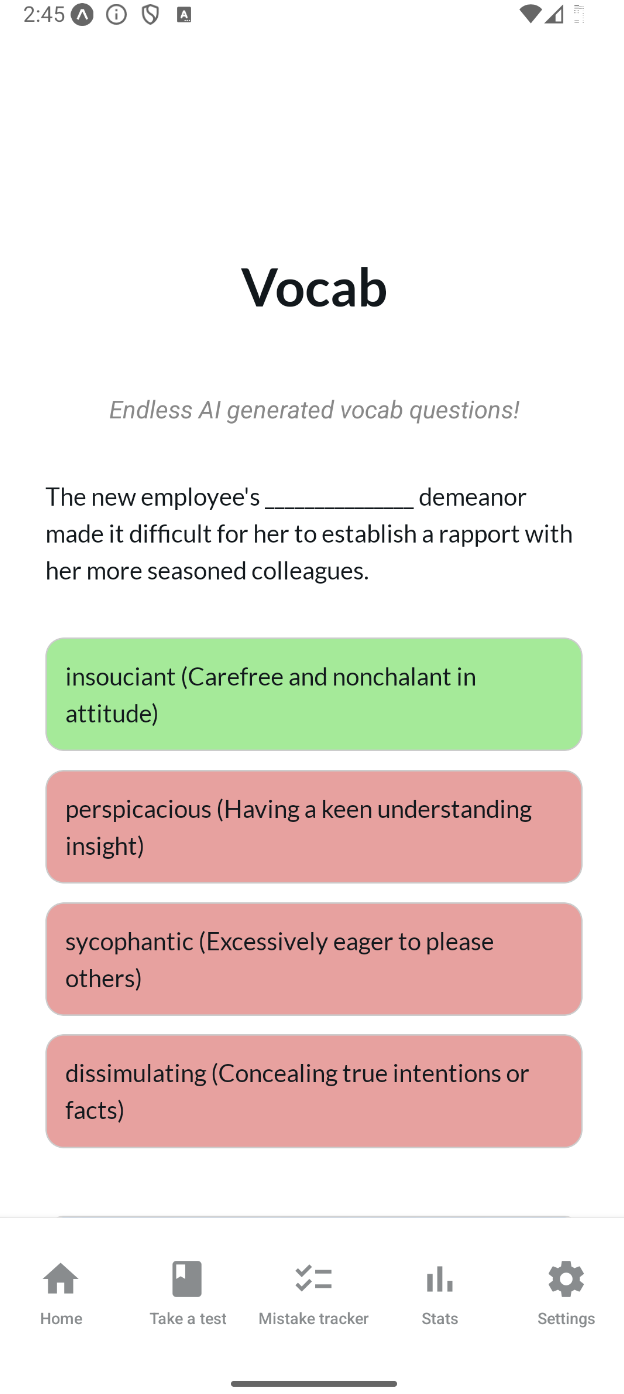 2:45
Vocab
Endless AI generated vocab questions!
The new employee's _______________ demeanor
made it difficult for her to establish a rapport with
her more seasoned colleagues.
insouciant (Carefree and nonchalant in
attitude)
perspicacious (Having a keen understanding
insight)
sycophantic (Excessively eager to please
others)
dissimulating (Concealing true intentions or
facts)
Home Take a test Mistake tracker Stats Settings